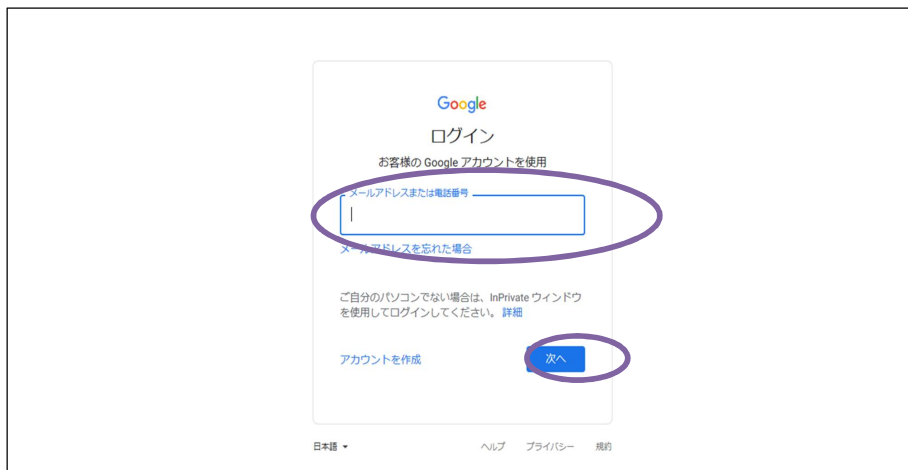 Google
ログイン
お客様の Google アカウントを使用
メールアドレスまたは電話番号
メールアドレスを忘れた場合
ご自分のパソコンでない場合は、InPrivate ウィンドウ
を使用してログインしてください。詳細
アカウントを作成 次へ
日本語 ヘルプ プライバシー 規約